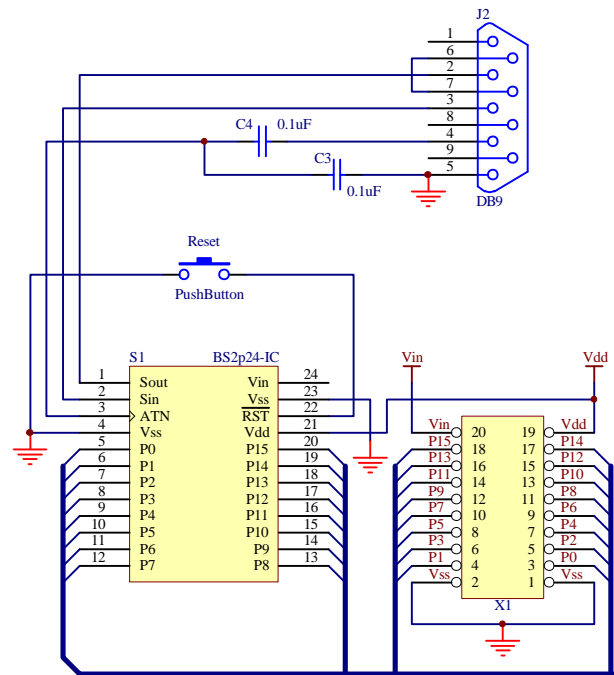 J2
1
6
2
7
3
8
4
9
5
DB9
C4 0.1uF
C3
0.1uF
Reset
PushButton
S1 BS2p24-IC
1 Sout Vin 24
2 Sin Vss 23
3 ATN RST 22
4 Vss Vdd 21
5 P0 P15 20
6 P1 P14 19
7 P2 P13 18
8 P3 P12 17
9 P4 P11 16
10 P5 P10 15
11 P6 P9 14
12 P7 P8 13
Vin Vdd
Vin 20 19 Vdd
P15 18 17 P14
P13 16 15 P12
P11 14 13 P10
P9 12 11 P8
P7 10 9 P6
P5 8 7 P4
P3 6 5 P2
P1 4 3 P0
Vss 2 1 Vss
X1